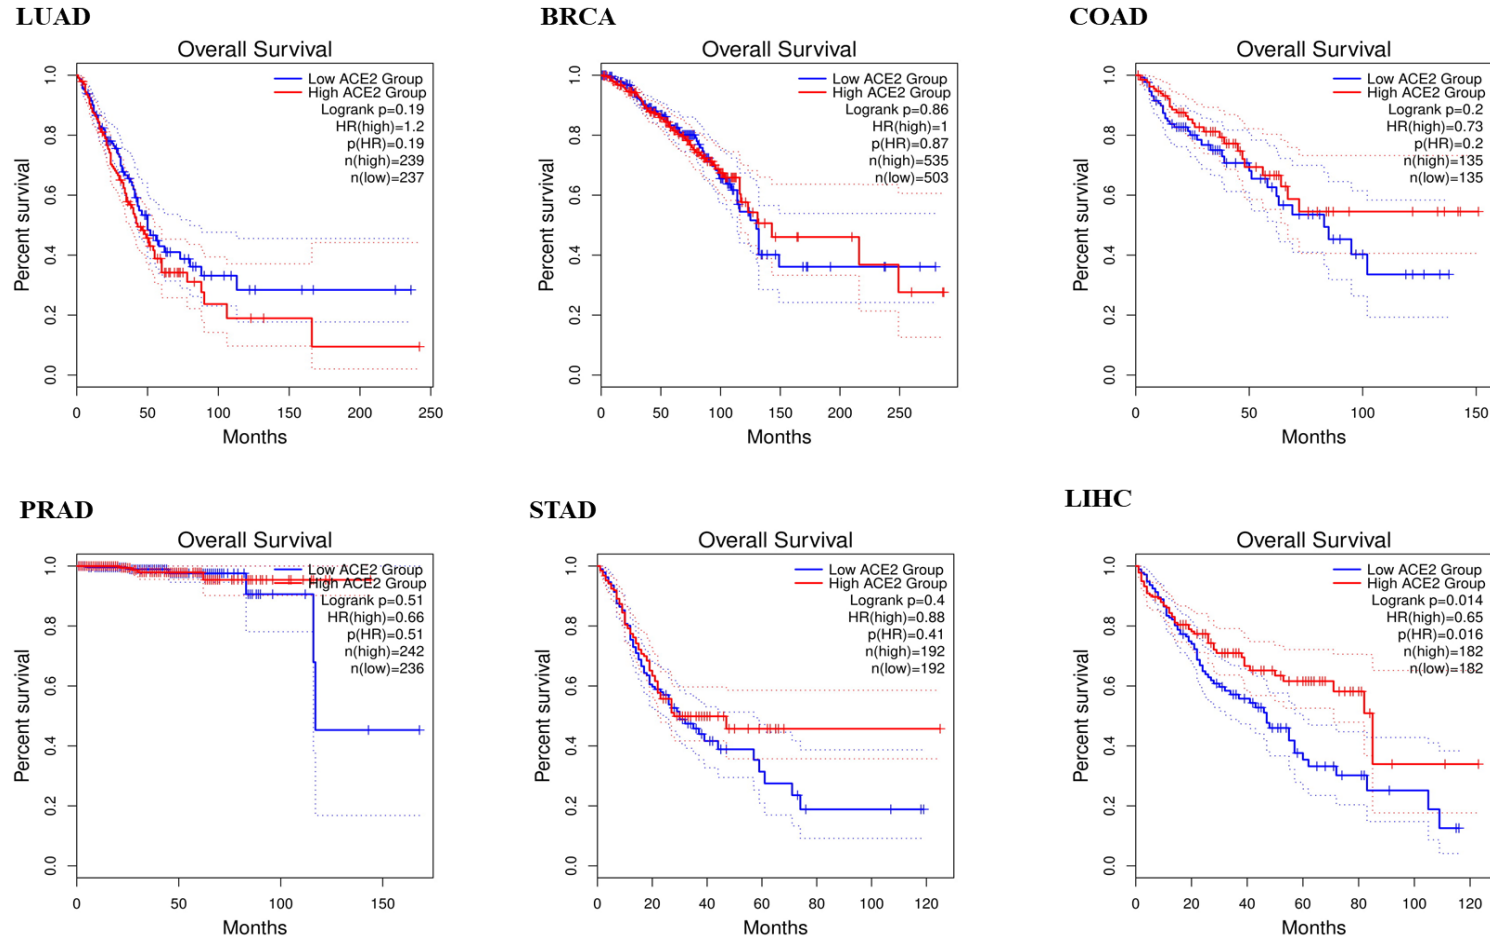 LUAD
Overall Survival
Low ACE2 Group
High ACE2 Group
Logrank p=0.19
HR(high)=1.2
p(HR)=0.19
n(high)=239
n(low)=237
Percent survival
1.0
0.8
0.6
0.4
0.2
0.0
0 50 100 150 200 250
Months
BRCA
Overall Survival
Low ACE2 Group
High ACE2 Group
Logrank p=0.86
HR(high)=1
p(HR)=0.87
n(high)=535
n(low)=503
Percent survival
1.0
0.8
0.6
0.4
0.2
0.0
0 50 100 150 200 250
Months
COAD
Overall Survival
Low ACE2 Group
High ACE2 Group
Logrank p=0.2
HR(high)=0.73
p(HR)=0.2
n(high)=135
n(low)=135
Percent survival
1.0
0.8
0.6
0.4
0.2
0.0
0 50 100 150
Months
PRAD
Overall Survival
Low ACE2 Group
High ACE2 Group
Logrank p=0.51
HR(high)=0.66
p(HR)=0.51
n(high)=242
n(low)=236
Percent survival
1.0
0.8
0.6
0.4
0.2
0.0
0 50 100 150
Months
STAD
Overall Survival
Low ACE2 Group
High ACE2 Group
Logrank p=0.4
HR(high)=0.88
p(HR)=0.41
n(high)=192
n(low)=192
Percent survival
1.0
0.8
0.6
0.4
0.2
0.0
0 20 40 60 80 100 120
Months
LIHC
Overall Survival
Low ACE2 Group
High ACE2 Group
Logrank p=0.014
HR(high)=0.65
p(HR)=0.016
n(high)=182
n(low)=182
Percent survival
1.0
0.8
0.6
0.4
0.2
0.0
0 20 40 60 80 100 120
Months